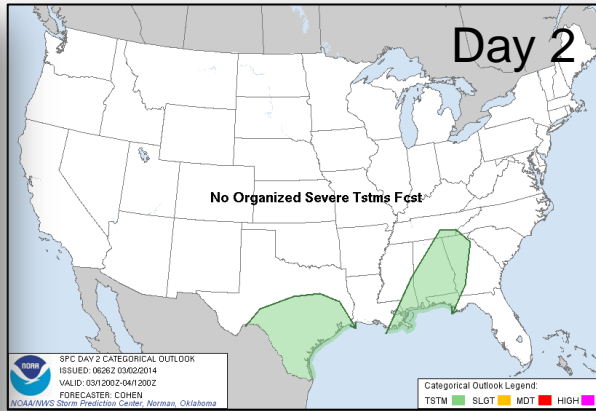 Day 2
No Organized Severe Tstms Fcst
NOAA
SPC DAY 2 CATEGORICAL OUTLOOK
ISSUED: 0626Z 03/02/2014
VALID: 03/1200Z-04/1200Z
FORECASTER: COHEN
NOAA/NWS Storm Prediction Center, Norman, Oklahoma
Categorical Outlook Legend:
TSTM SLGT MDT HIGH